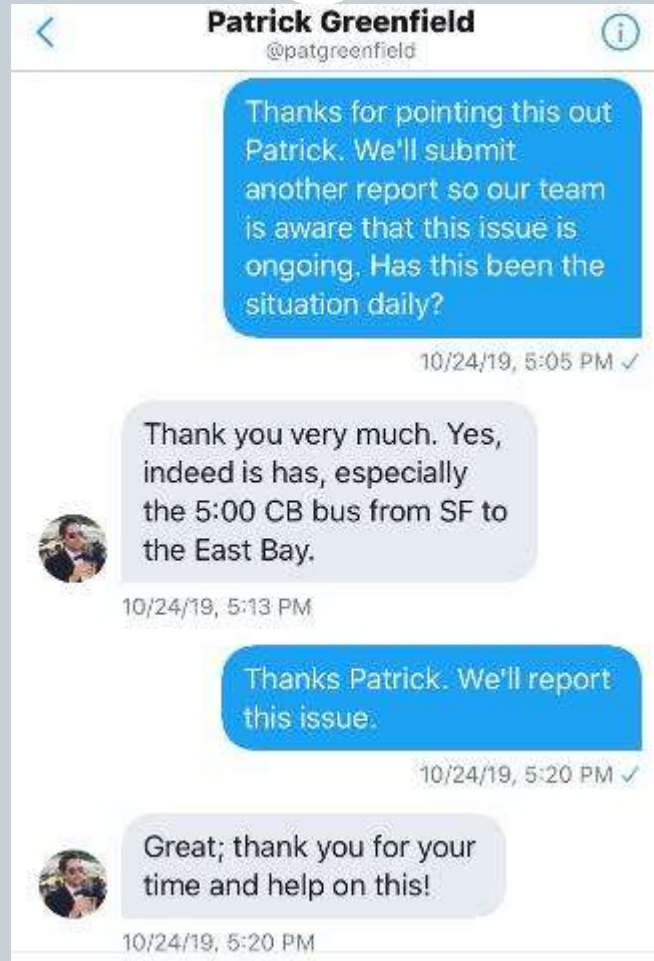 Patrick Greenfield
@patgreenfield
Thanks for pointing this out
Patrick. We'll submit
another report so our team
is aware that this issue is
ongoing. Has this been the
situation daily?
10/24/19, 5:05 PM ✓
Thank you very much. Yes,
indeed is has, especially
the 5:00 CB bus from SF to
the East Bay.
10/24/19, 5:13 PM
Thanks Patrick. We'll report
this issue.
10/24/19, 5:20 PM ✓
Great; thank you for your
time and help on this!
10/24/19, 5:20 PM